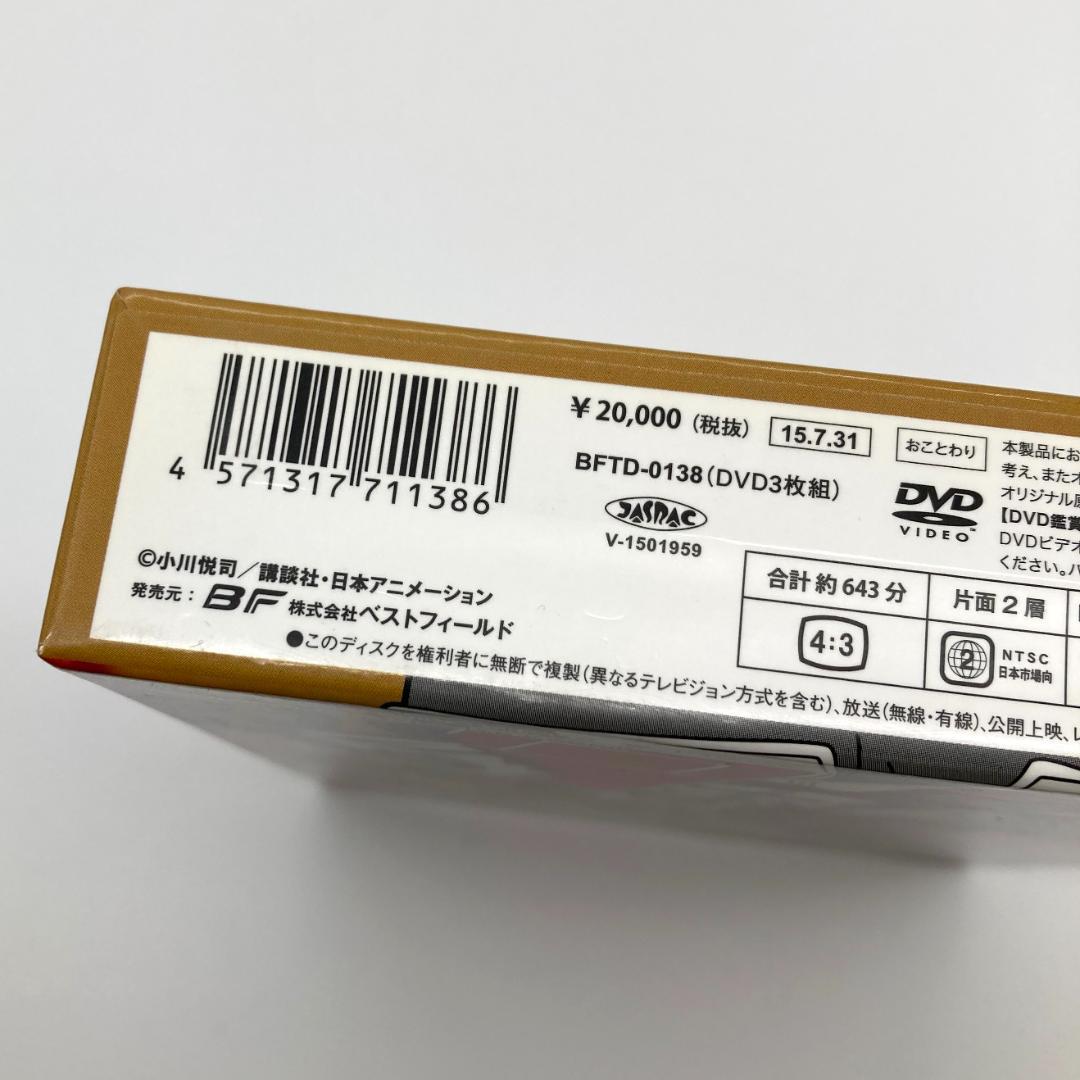 4 571317 711386
¥20,000(税抜) 15.7.31
BFTD-0138(DVD3枚組)
JASRAC
V-1501959
©小川悦司／講談社・日本アニメーション
発売元：BF 株式会社ベストフィールド
●このディスクを権利者に無断で複製(異なるテレビジョン方式を含む)、放送(無線・有線)、公開上映、レ
おことわり
DVD
VIDEO™
本製品にお
考え、またオ
オリジナル
【DVD鑑賞
DVDビデオ
ください。バ
合計約643分
片面2層
4:3
2
NTSC
日本市場向